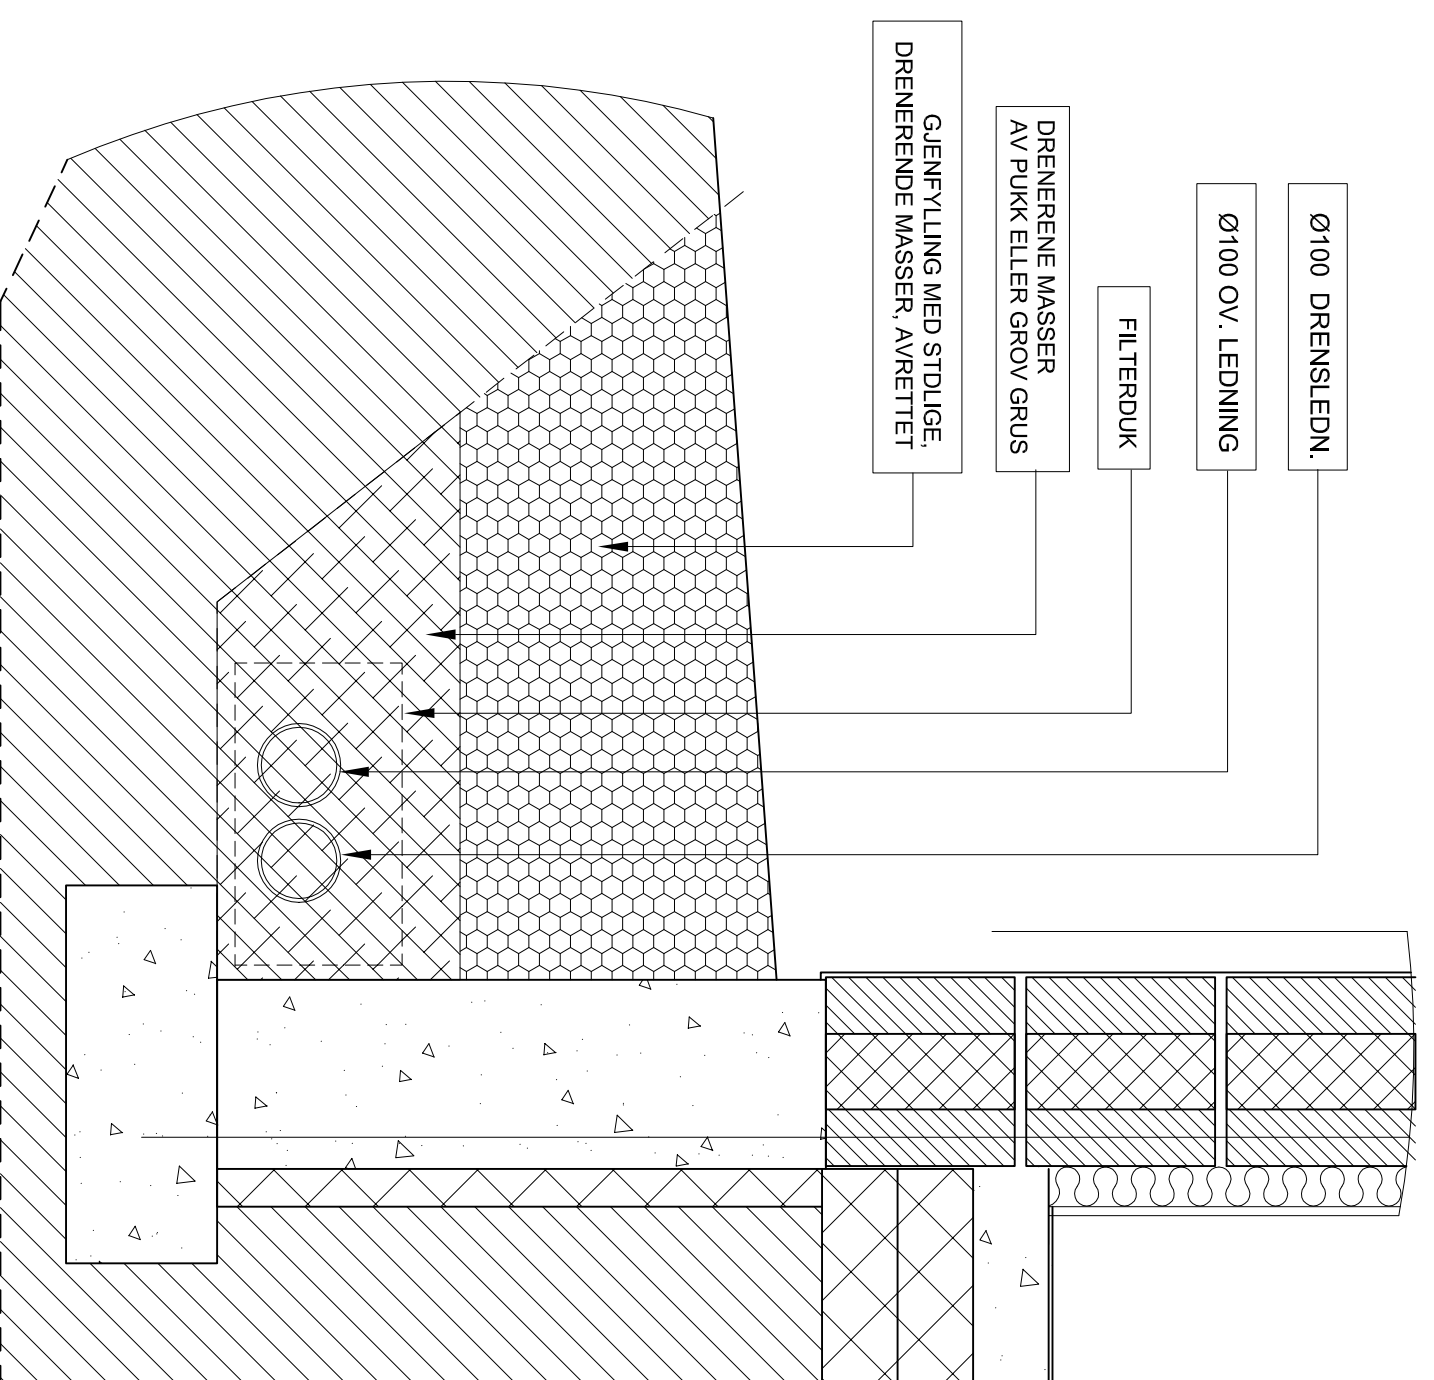 Ø100 DRENSLEDN.
Ø100 OV. LEDNING
FILTERDUK
DRENERENE MASSER
AV PUKK ELLER GROV GRUS
GJENFYLLING MED STDLIGE,
DRENERENDE MASSER, AVRETTET